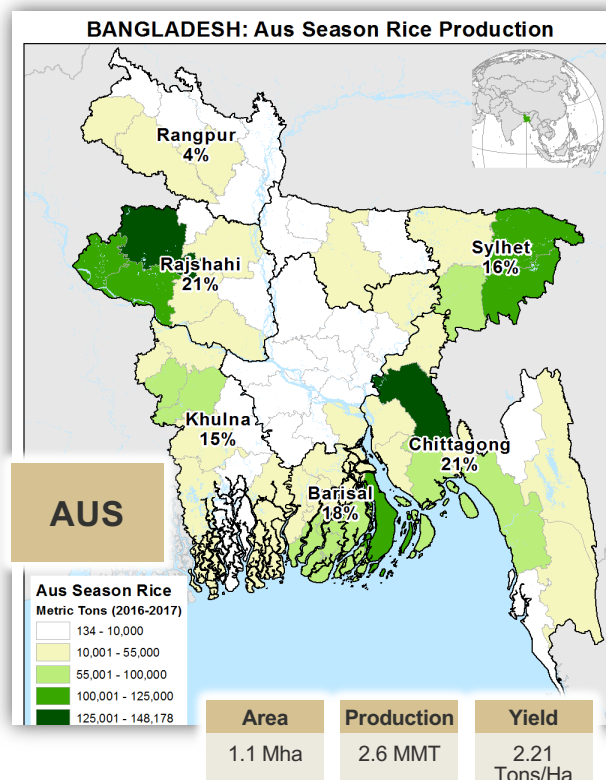 BANGLADESH: Aus Season Rice Production
Rangpur
4%
Rajshahi
21%
Sylhet
16%
Khulna
15%
Chittagong
21%
Barisal
18%
AUS
Aus Season Rice
Metric Tons (2016-2017)
134 - 10,000
10,001 - 55,000
55,001 - 100,000
100,001 - 125,000
125,001 - 148,178
Area
1.1 Mha
Production
2.6 MMT
Yield
2.21
Tons/Ha